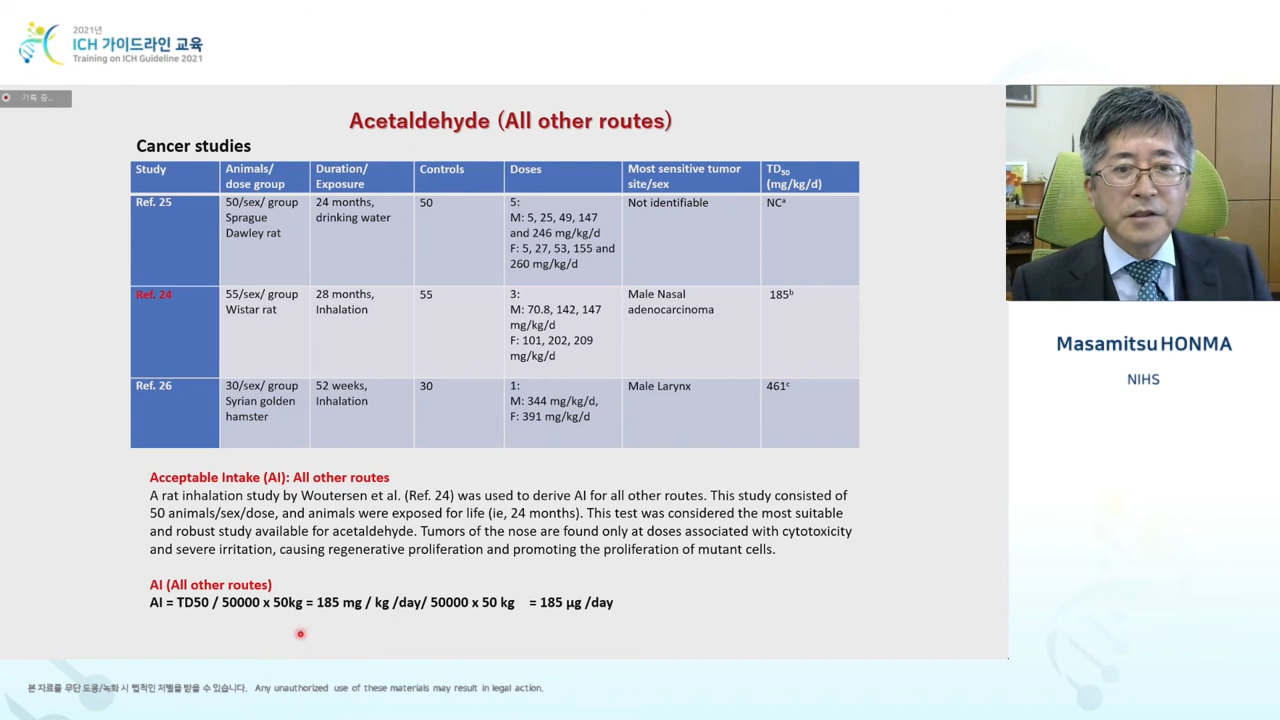 2021년
ICH 가이드라인 교육
Training on ICH Guideline 2021
기록 중...
Acetaldehyde (All other routes)
Cancer studies
Study
Animals/
dose group
Duration/
Exposure
Controls
Doses
Most sensitive tumor
site/sex
TD50
(mg/kg/d)
Ref. 25
50/sex/ group
Sprague
Dawley rat
24 months,
drinking water
50
5:
M: 5, 25, 49, 147
and 246 mg/kg/d
F: 5, 27, 53, 155 and
260 mg/kg/d
Not identifiable
NCᵃ
Ref. 24
55/sex/ group
Wistar rat
28 months,
Inhalation
55
3:
M: 70.8, 142, 147
mg/kg/d
F: 101, 202, 209
mg/kg/d
Male Nasal
adenocarcinoma
185ᵇ
Ref. 26
30/sex/ group
Syrian golden
hamster
52 weeks,
Inhalation
30
1:
M: 344 mg/kg/d,
F: 391 mg/kg/d
Male Larynx
461ᶜ
Acceptable Intake (AI): All other routes
A rat inhalation study by Woutersen et al. (Ref. 24) was used to derive AI for all other routes. This study consisted of
50 animals/sex/dose, and animals were exposed for life (ie, 24 months). This test was considered the most suitable
and robust study available for acetaldehyde. Tumors of the nose are found only at doses associated with cytotoxicity
and severe irritation, causing regenerative proliferation and promoting the proliferation of mutant cells.
AI (All other routes)
AI = TD50 / 50000 x 50kg = 185 mg / kg /day/ 50000 x 50 kg = 185 µg /day
Masamitsu HONMA
NIHS
본 자료를 무단 도용/녹화 시 법적인 처벌을 받을 수 있습니다. Any unauthorized use of these materials may result in legal action.